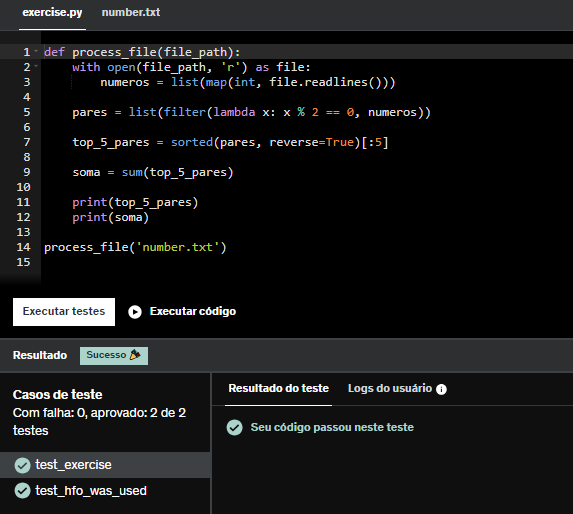 exercise.py number.txt
1 def process_file(file_path):
2     with open(file_path, 'r') as file:
3         numeros = list(map(int, file.readlines()))
4
5     pares = list(filter(lambda x: x % 2 == 0, numeros))
6
7     top_5_pares = sorted(pares, reverse=True)[:5]
8
9     soma = sum(top_5_pares)
10
11     print(top_5_pares)
12     print(soma)
13
14 process_file('number.txt')
15
Executar testes Executar código
Resultado Sucesso
Casos de teste
Com falha: 0, aprovado: 2 de 2
testes
test_exercise
test_hfo_was_used
Resultado do teste Logs do usuário
Seu código passou neste teste